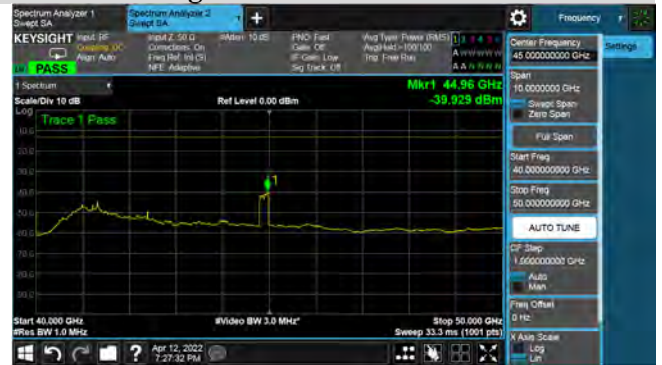 Spectrum Analyzer 1
Swept SA
Spectrum Analyzer 2
Swept SA
+
Frequency
KEYSIGHT
Input: RF
Coupling: DC
Align: Auto
Input Z: 50 Ω
Corrections: On
Freq Ref: Int (S)
NFE: Adaptive
#Atten: 10 dB
PNO: Fast
Gate: Off
IF Gain: Low
Sig Track: Off
Avg Type: Power (RMS)
Avg|Hold:>100/100
Trig: Free Run
PASS
1 Spectrum
Mkr1 44.96 GHz
-39.929 dBm
Scale/Div 10 dB
Ref Level 0.00 dBm
Log
Trace 1 Pass
1
Start 40.000 GHz
#Video BW 3.0 MHz*
Stop 50.000 GHz
#Res BW 1.0 MHz
Sweep 33.3 ms (1001 pts)
Apr 12, 2022
7:27:32 PM
Settings
Center Frequency
45.000000000 GHz
Span
10.0000000 GHz
Swept Span
Zero Span
Full Span
Start Freq
40.000000000 GHz
Stop Freq
50.000000000 GHz
AUTO TUNE
CF Step
1.000000000 GHz
Auto
Man
Freq Offset
0 Hz
X Axis Scale
Log
Lin